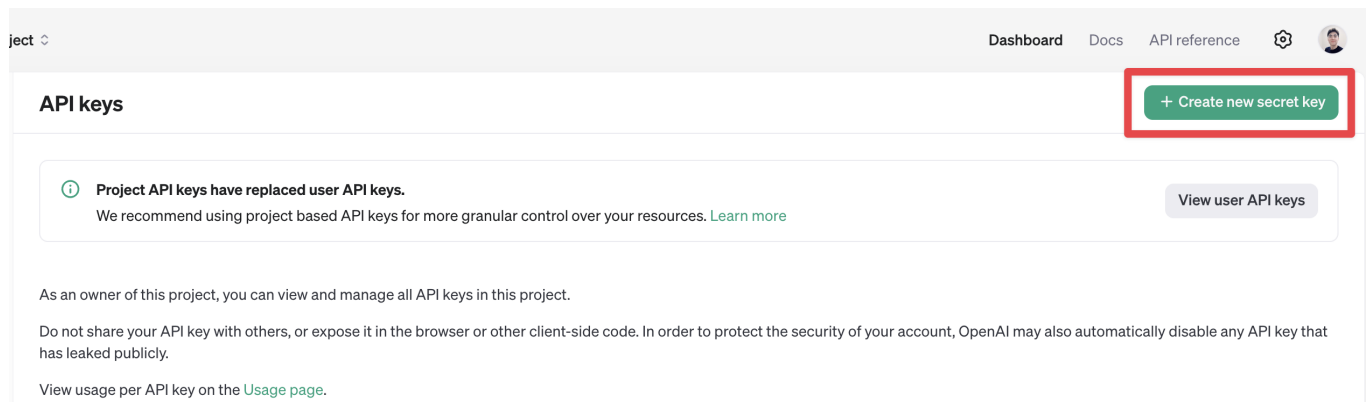 ject
Dashboard Docs API reference
API keys
+ Create new secret key
Project API keys have replaced user API keys.
We recommend using project based API keys for more granular control over your resources. Learn more
View user API keys
As an owner of this project, you can view and manage all API keys in this project.
Do not share your API key with others, or expose it in the browser or other client-side code. In order to protect the security of your account, OpenAI may also automatically disable any API key that
has leaked publicly.
View usage per API key on the Usage page.